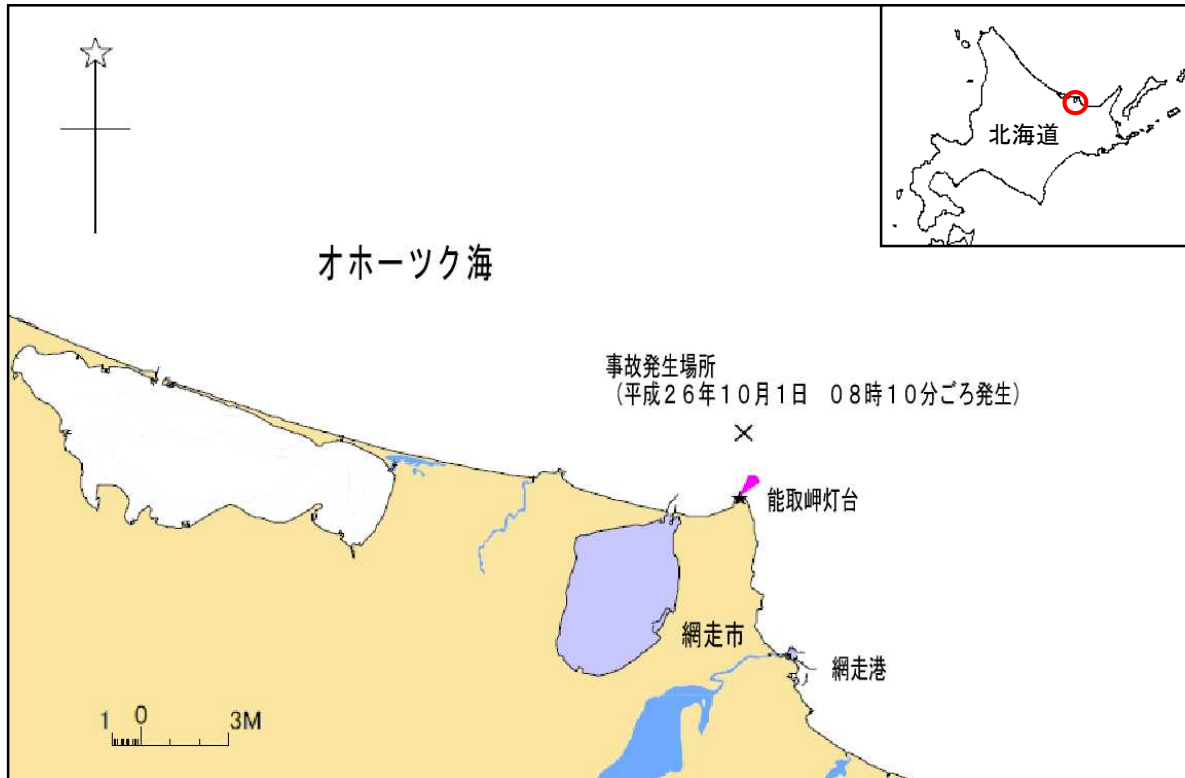 北海道
オホーツク海
事故発生場所
(平成26年10月1日　08時10分ごろ発生)
能取岬灯台
網走市
網走港
1 0 3M